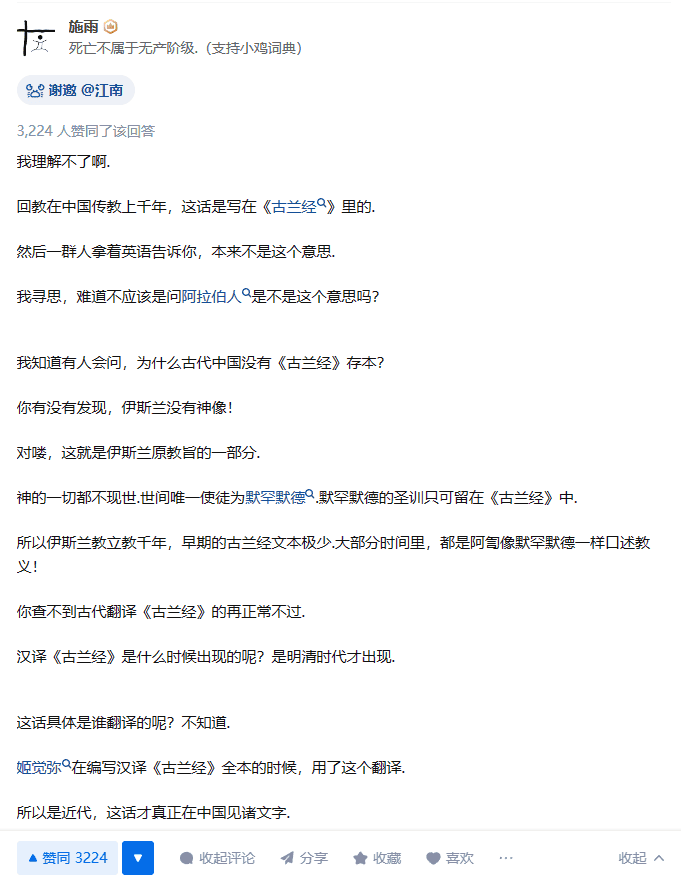 施雨
死亡不属于无产阶级.（支持小鸡词典）
谢邀 @江南
3,224 人赞同了该回答
我理解不了啊.
回教在中国传教上千年，这话是写在《古兰经》里的.
然后一群人拿着英语告诉你，本来不是这个意思.
我寻思，难道不应该是问阿拉伯人是不是这个意思吗？
我知道有人会问，为什么古代中国没有《古兰经》存本？
你有没有发现，伊斯兰没有神像！
对喽，这就是伊斯兰原教旨的一部分.
神的一切都不现世.世间唯一使徒为默罕默德.默罕默德的圣训只可留在《古兰经》中.
所以伊斯兰教立教千年，早期的古兰经文本极少.大部分时间里，都是阿訇像默罕默德一样口述教
义！
你查不到古代翻译《古兰经》的再正常不过.
汉译《古兰经》是什么时候出现的呢？是明清时代才出现.
这话具体是谁翻译的呢？不知道.
姬觉弥在编写汉译《古兰经》全本的时候，用了这个翻译.
所以是近代，这话才真正在中国见诸文字.
赞同 3224 收起评论 分享 收藏 喜欢 ··· 收起